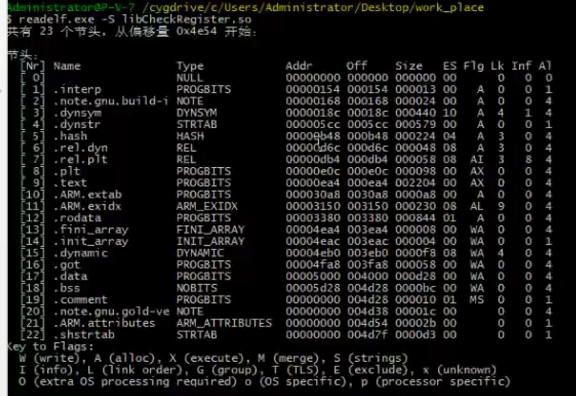 Administrator@P-V-7 /cygdrive/c/Users/Administrator/Desktop/work_place
$ readelf.exe -S libCheckRegister.so
共有 23 个节头，从偏移量 0x4e54 开始：
节头：
[Nr] Name Type Addr Off Size ES Flg Lk Inf Al
[ 0] NULL 00000000 000000 000000 00 0 0 0
[ 1] .interp PROGBITS 00000154 000154 000013 00 A 0 0 1
[ 2] .note.gnu.build-i NOTE 00000168 000168 000024 00 A 0 0 4
[ 3] .dynsym DYNSYM 0000018c 00018c 000440 10 A 4 1 4
[ 4] .dynstr STRTAB 000005cc 0005cc 000579 00 A 0 0 1
[ 5] .hash HASH 00000b48 000b48 000224 04 A 3 0 4
[ 6] .rel.dyn REL 00000d6c 000d6c 000048 08 A 3 0 4
[ 7] .rel.plt REL 00000db4 000db4 000058 08 AI 3 8 4
[ 8] .plt PROGBITS 00000e0c 000e0c 000098 00 AX 0 0 4
[ 9] .text PROGBITS 00000ea4 000ea4 002204 00 AX 0 0 4
[10] .ARM.extab PROGBITS 000030a8 0030a8 0000a8 00 A 0 0 4
[11] .ARM.exidx ARM_EXIDX 00003150 003150 000230 08 AL 9 0 4
[12] .rodata PROGBITS 00003380 003380 000844 01 A 0 0 4
[13] .fini_array FINI_ARRAY 00004ea4 003ea4 000008 00 WA 0 0 4
[14] .init_array INIT_ARRAY 00004eac 003eac 000004 00 WA 0 0 1
[15] .dynamic DYNAMIC 00004eb0 003eb0 0000f8 08 WA 4 0 4
[16] .got PROGBITS 00004fa8 003fa8 000058 00 WA 0 0 4
[17] .data PROGBITS 00005000 004000 000d28 00 WA 0 0 4
[18] .bss NOBITS 00005d28 004d28 0000bc 00 WA 0 0 4
[19] .comment PROGBITS 00000000 004d28 000010 01 MS 0 0 1
[20] .note.gnu.gold-ve NOTE 00000000 004d38 00001c 00 0 0 4
[21] .ARM.attributes ARM_ATTRIBUTES 00000000 004d54 00002b 00 0 0 1
[22] .shstrtab STRTAB 00000000 004d7f 0000d3 00 0 0 1
Key to Flags:
W (write), A (alloc), X (execute), M (merge), S (strings)
I (info), L (link order), G (group), T (TLS), E (exclude), x (unknown)
O (extra OS processing required) o (OS specific), p (processor specific)